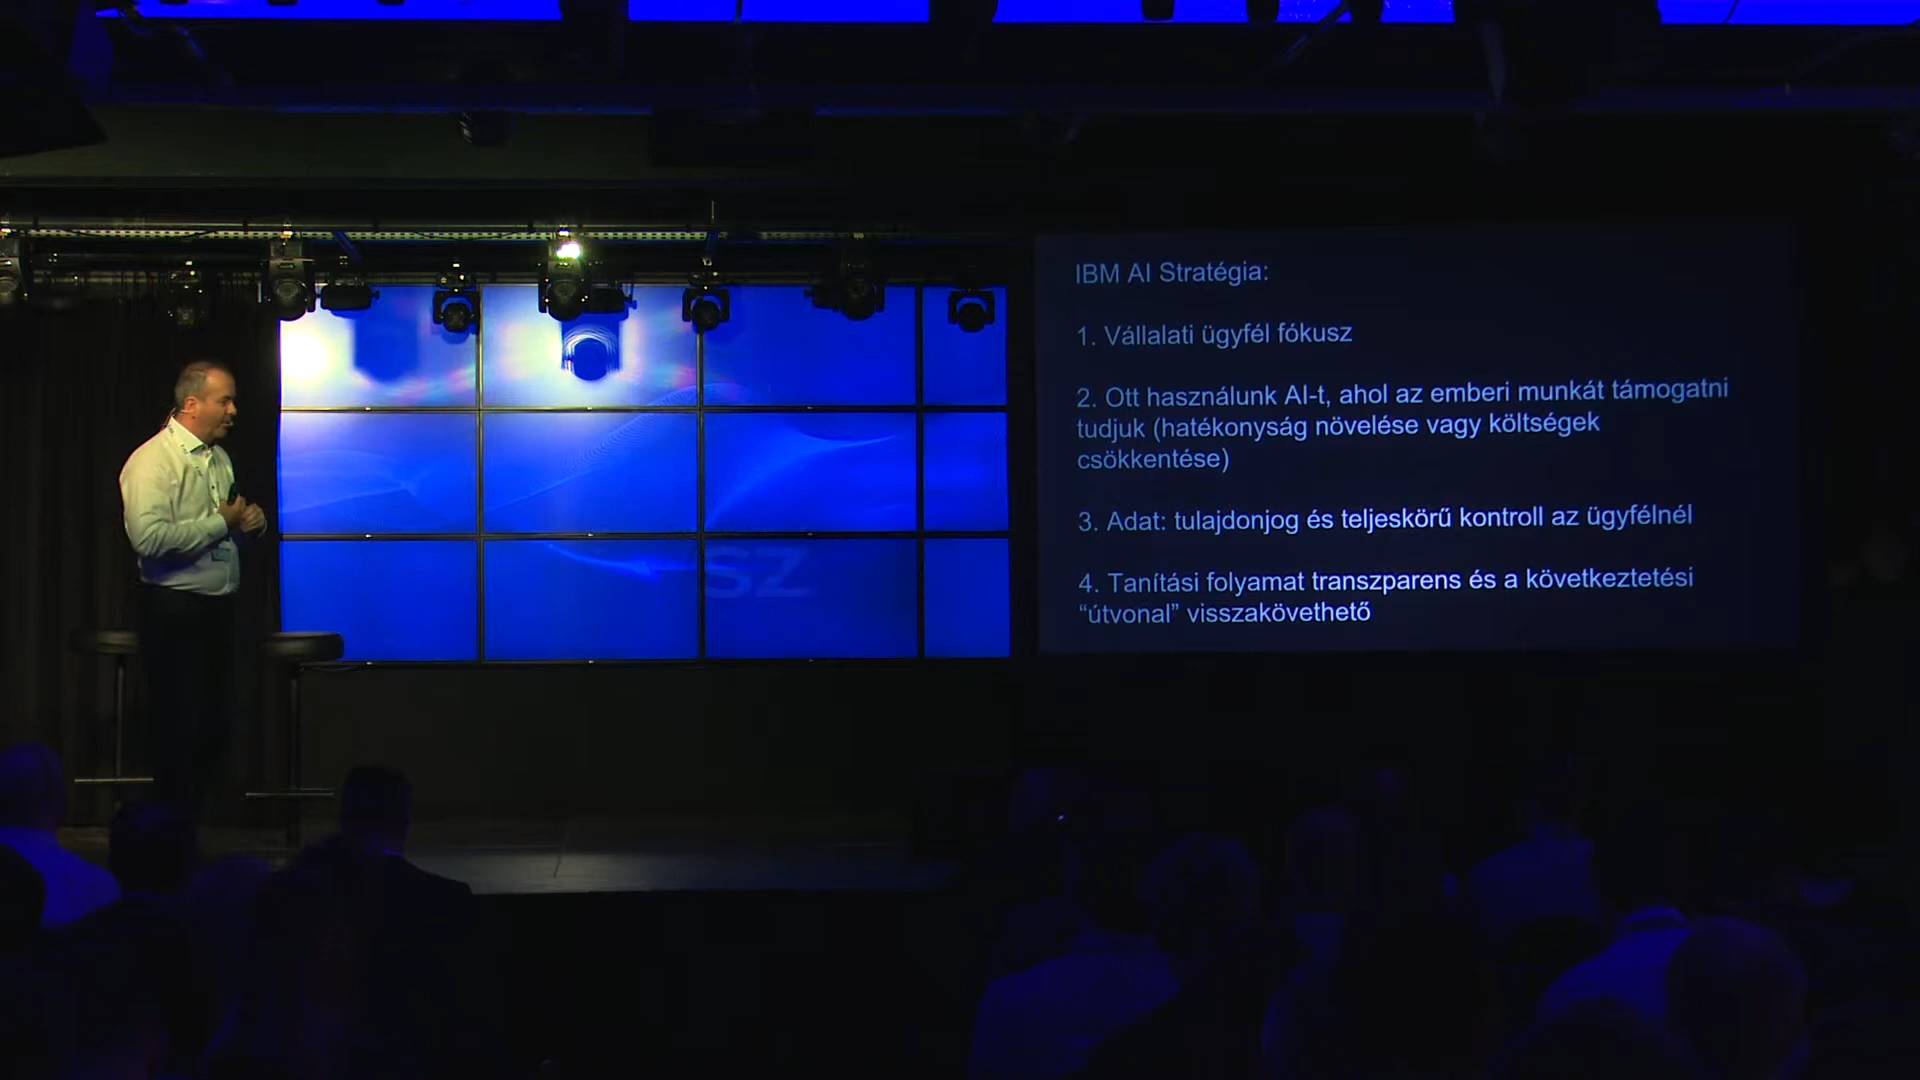 IBM AI Stratégia:
1. Vállalati ügyfél fókusz
2. Ott használunk AI-t, ahol az emberi munkát támogatni
tudjuk (hatékonyság növelése vagy költségek
csökkentése)
3. Adat: tulajdonjog és teljeskörű kontroll az ügyfélnél
4. Tanítási folyamat transzparens és a következtetési
“útvonal” visszakövethető
SZ